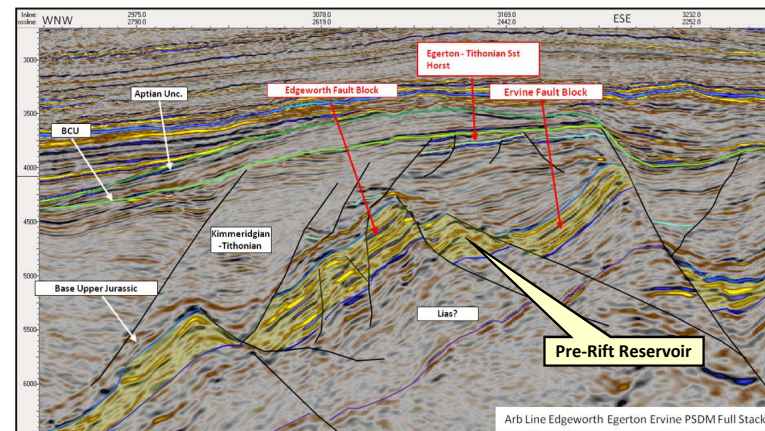 Inline: 2975.0 3078.0 3169.0 3232.0
Crossline: 2790.0 2619.0 2442.0 2252.0
WNW ESE
Egerton - Tithonian Sst
Horst
Edgeworth Fault Block
Ervine Fault Block
Aptian Unc.
BCU
3000
3500
4000
4500
5000
5500
6000
Kimmeridgian
-Tithonian
Base Upper Jurassic
Lias?
Pre-Rift Reservoir
Arb Line Edgeworth Egerton Ervine PSDM Full Stack